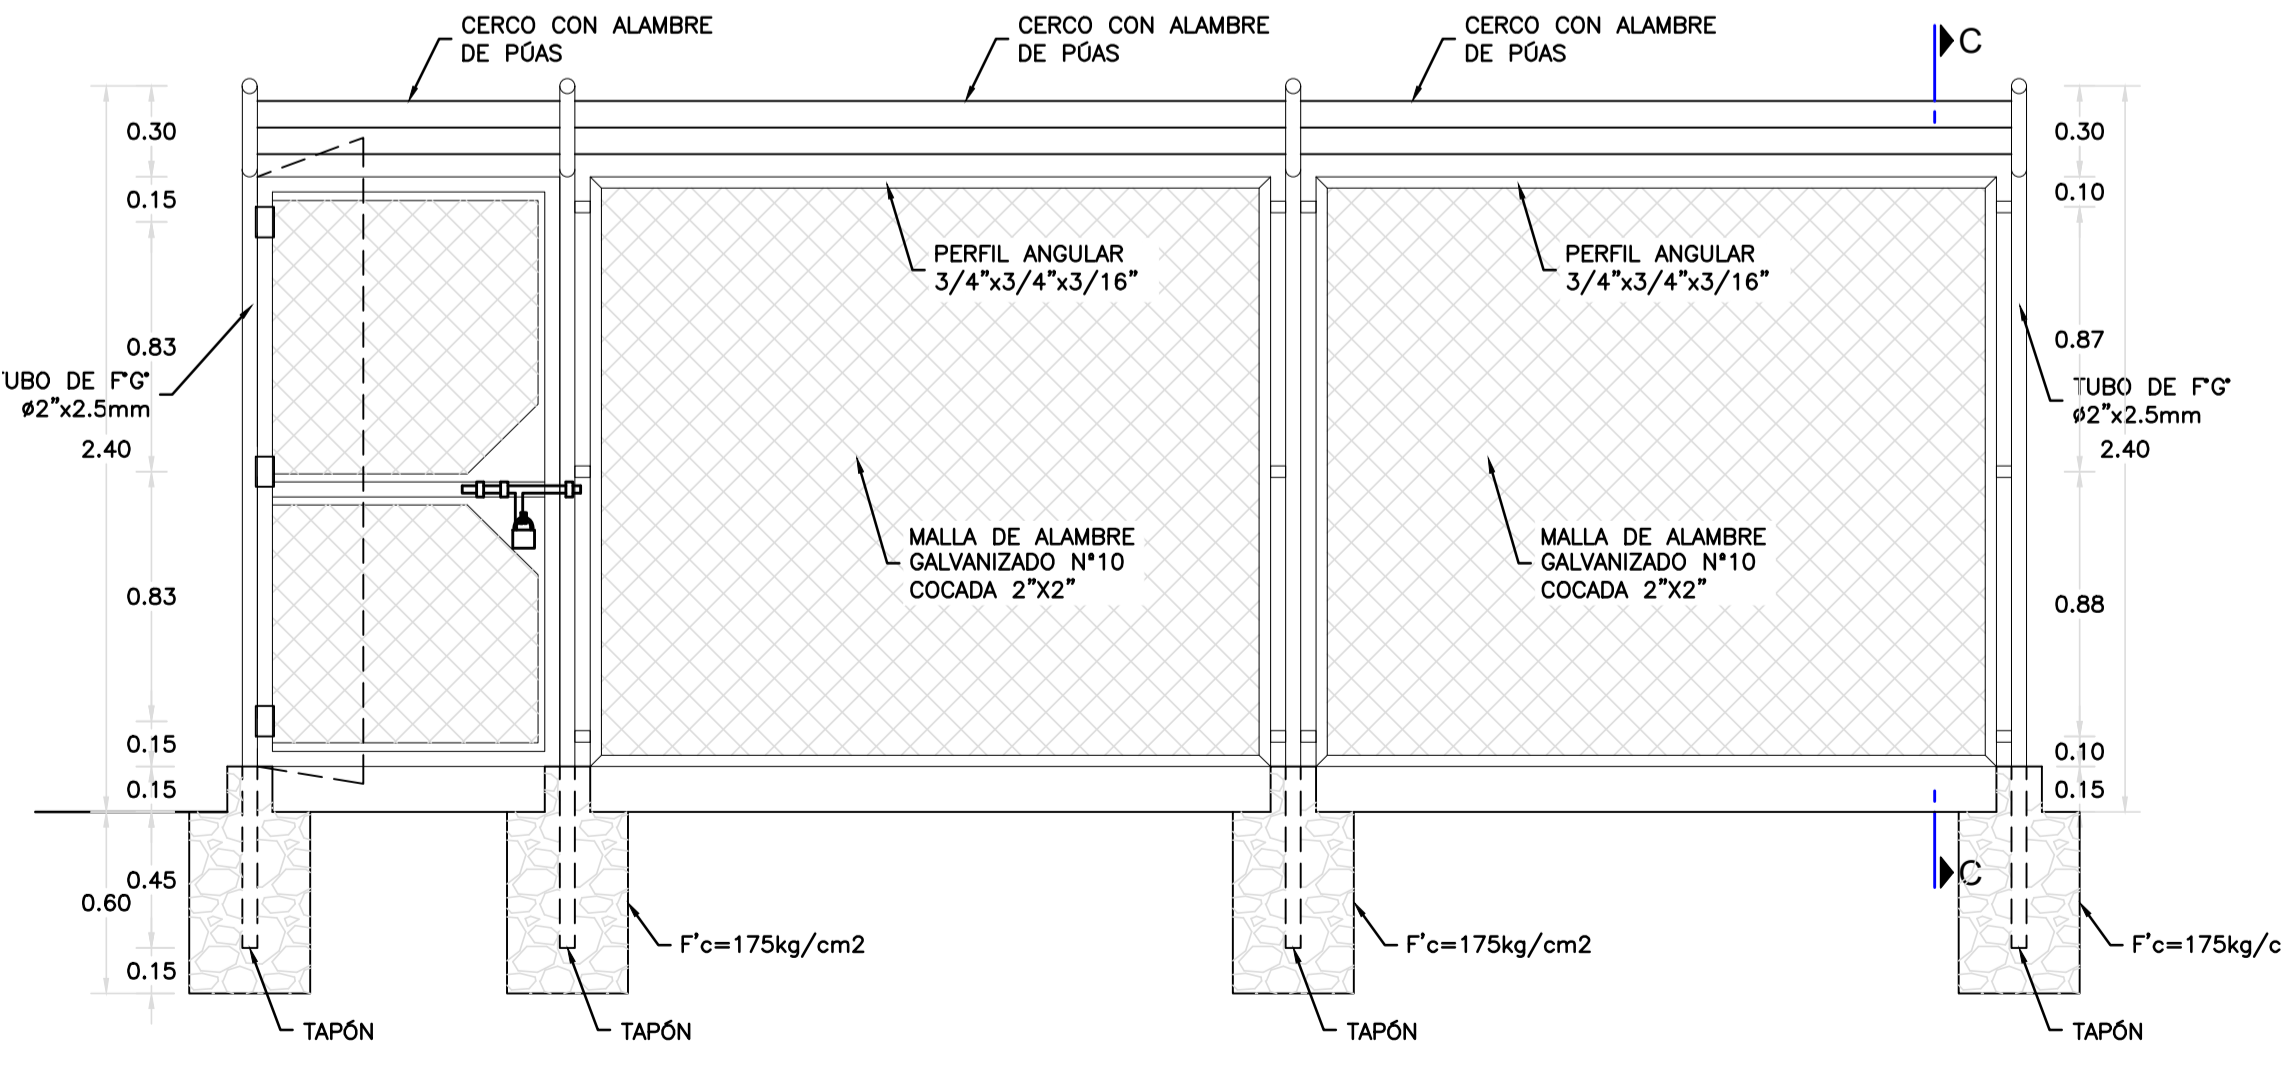 CERCO CON ALAMBRE
DE PÚAS
CERCO CON ALAMBRE
DE PÚAS
CERCO CON ALAMBRE
DE PÚAS
C
0.30
0.30
0.15
0.10
PERFIL ANGULAR
3/4"x3/4"x3/16"
PERFIL ANGULAR
3/4"x3/4"x3/16"
0.83
0.87
UBO DE F°G°
ø2"x2.5mm
2.40
TUBO DE F°G°
ø2"x2.5mm
2.40
MALLA DE ALAMBRE
GALVANIZADO N°10
COCADA 2"X2"
MALLA DE ALAMBRE
GALVANIZADO N°10
COCADA 2"X2"
0.83
0.88
0.15
0.10
0.15
0.15
C
0.45
0.60
0.15
F'c=175kg/cm2
F'c=175kg/cm2
F'c=175kg/c
TAPÓN
TAPÓN
TAPÓN
TAPÓN